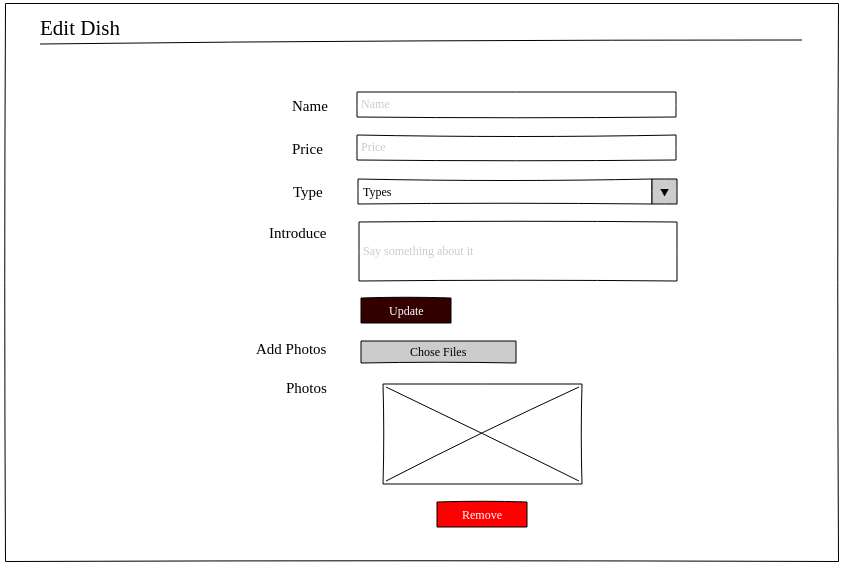 Edit Dish
Name Name
Price Price
Type Types
Introduce Say something about it
Update
Add Photos Chose Files
Photos
Remove